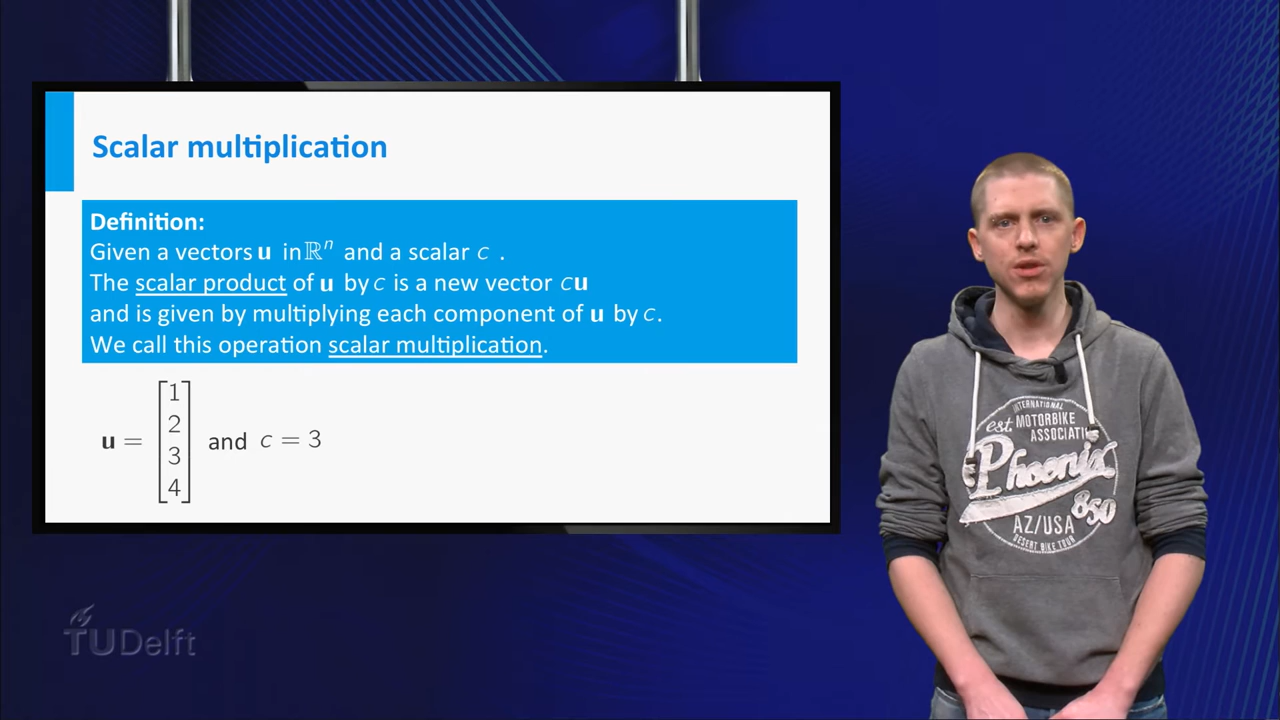 Scalar multiplication
Definition:
Given a vectors u in ℝⁿ and a scalar c .
The scalar product of u by c is a new vector cu
and is given by multiplying each component of u by c.
We call this operation scalar multiplication.
u = [1 2 3 4] and c = 3
INTERNATIONAL
est. MOTORBIKE
ASSOCIATI
Phoenix
850
AZ/USA
DESERT BIKE TOUR
TUDelft